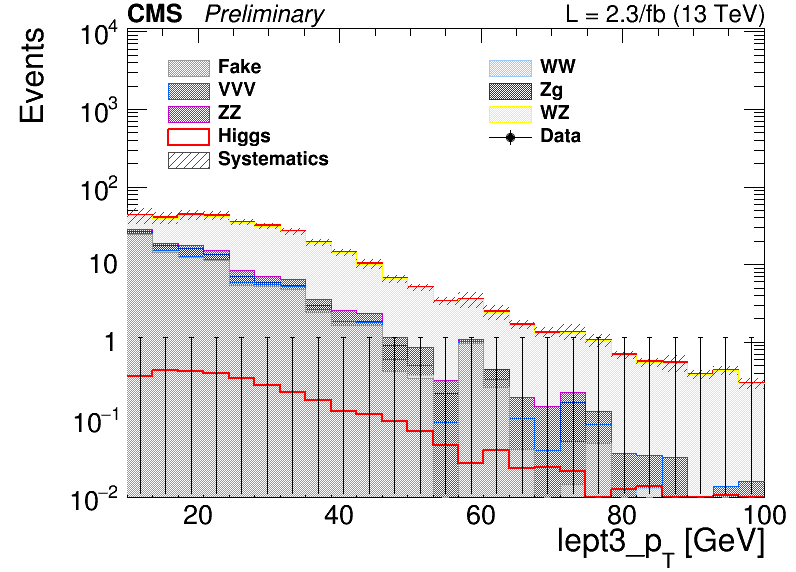 CMS Preliminary L = 2.3/fb (13 TeV)
Events
10^4
10^3
10^2
10
1
10^−1
10^−2
Fake WW
VVV Zg
ZZ WZ
Higgs Data
Systematics
20 40 60 80 100
lept3_p_T [GeV]